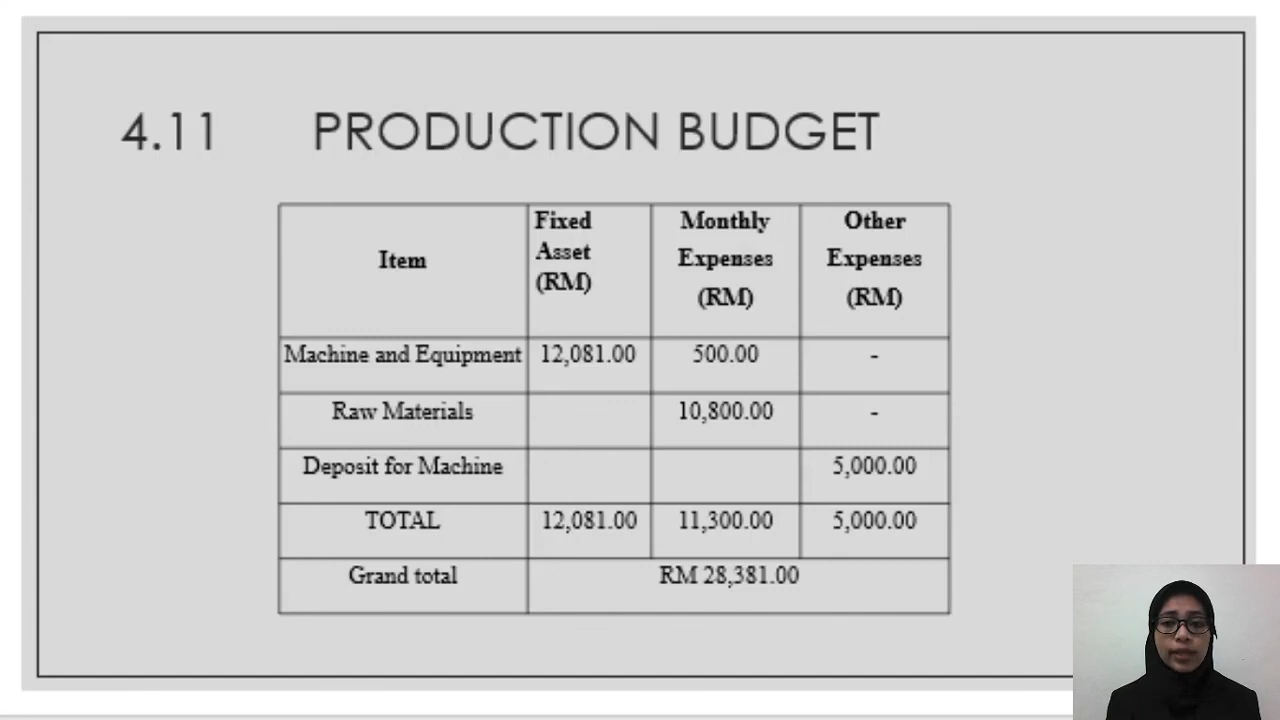 4.11 PRODUCTION BUDGET
Item
Fixed
Asset
(RM)
Monthly
Expenses
(RM)
Other
Expenses
(RM)
Machine and Equipment 12,081.00 500.00 -
Raw Materials 10,800.00 -
Deposit for Machine 5,000.00
TOTAL 12,081.00 11,300.00 5,000.00
Grand total RM 28,381.00